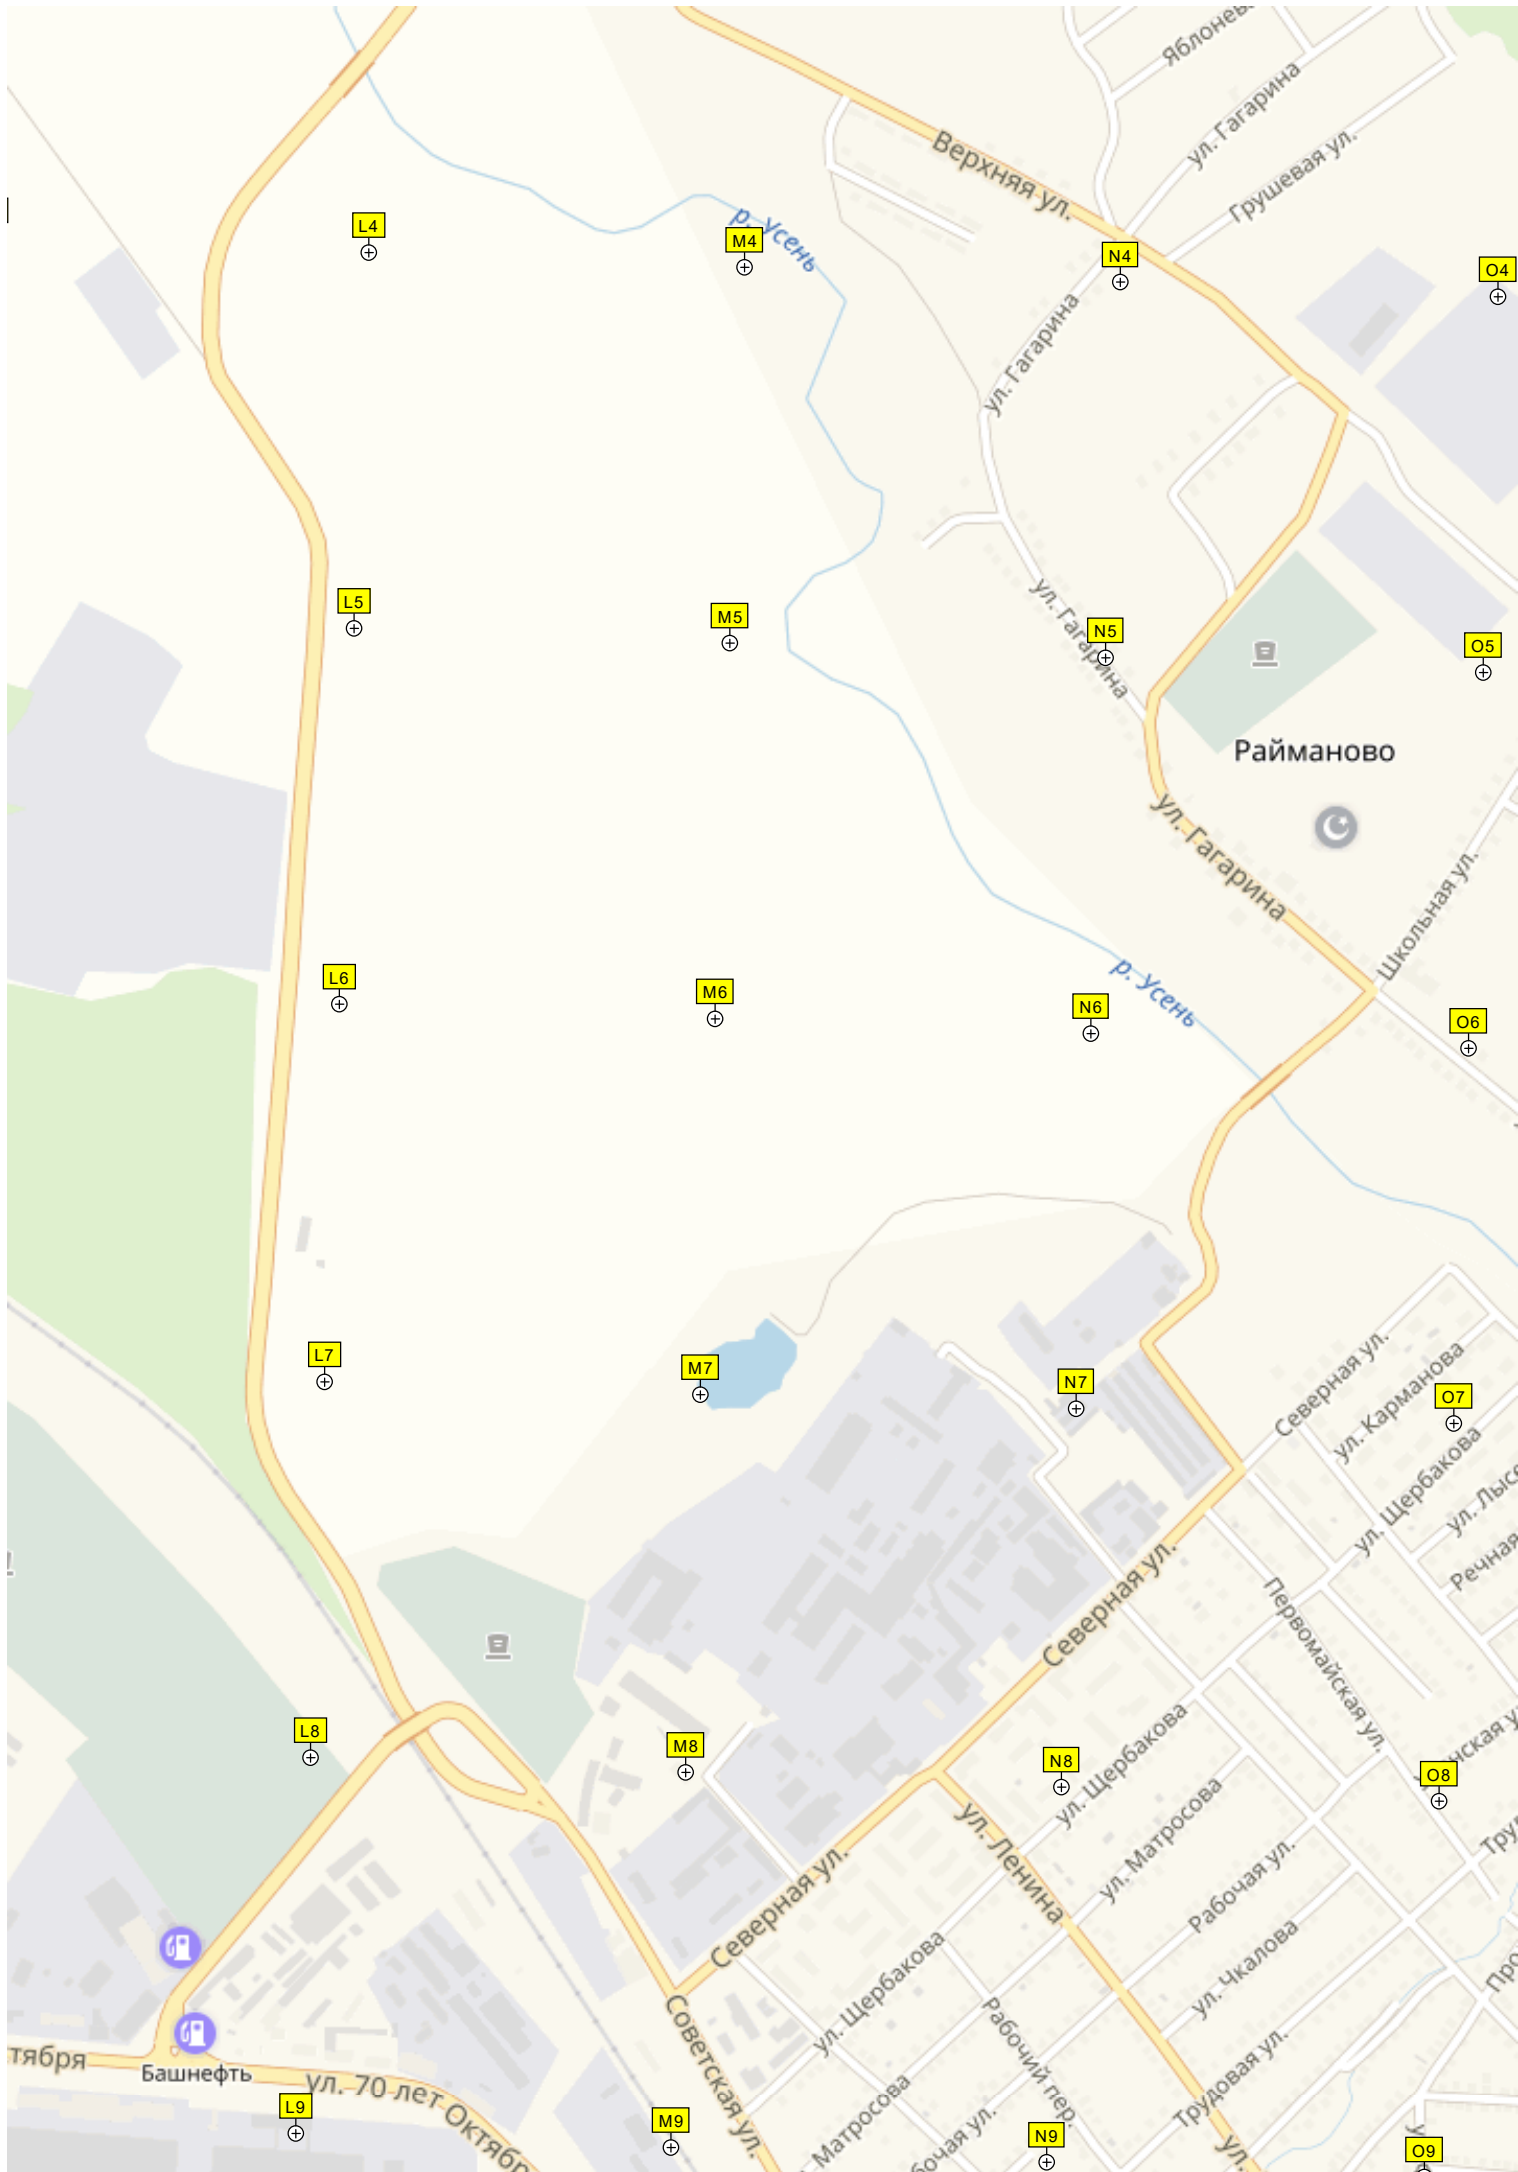 Верхняя ул.
ул. Гагарина
Грушевая ул.
р. Усень
L4
M4
N4
O4
ул. Гагарина
L5
M5
N5
O5
ул. Гагарина
Райманово
ул. Гагарина
Школьная ул.
р. Усень
L6
M6
N6
O6
L7
M7
N7
O7
Северная ул.
ул. Карманова
ул. Щербакова
Речная
Северная ул.
Первомайская ул.
L8
M8
N8
O8
ул. Щербакова
ул. Матросова
ул. Ленина
Рабочая ул.
Северная ул.
ул. Чкалова
ул. Щербакова
Рабочий пер.
Советская ул.
Трудовая ул.
тября
Башнефть
ул. 70 лет Октябр
Матросова
L9
M9
N9
O9
бочая ул.
ул.